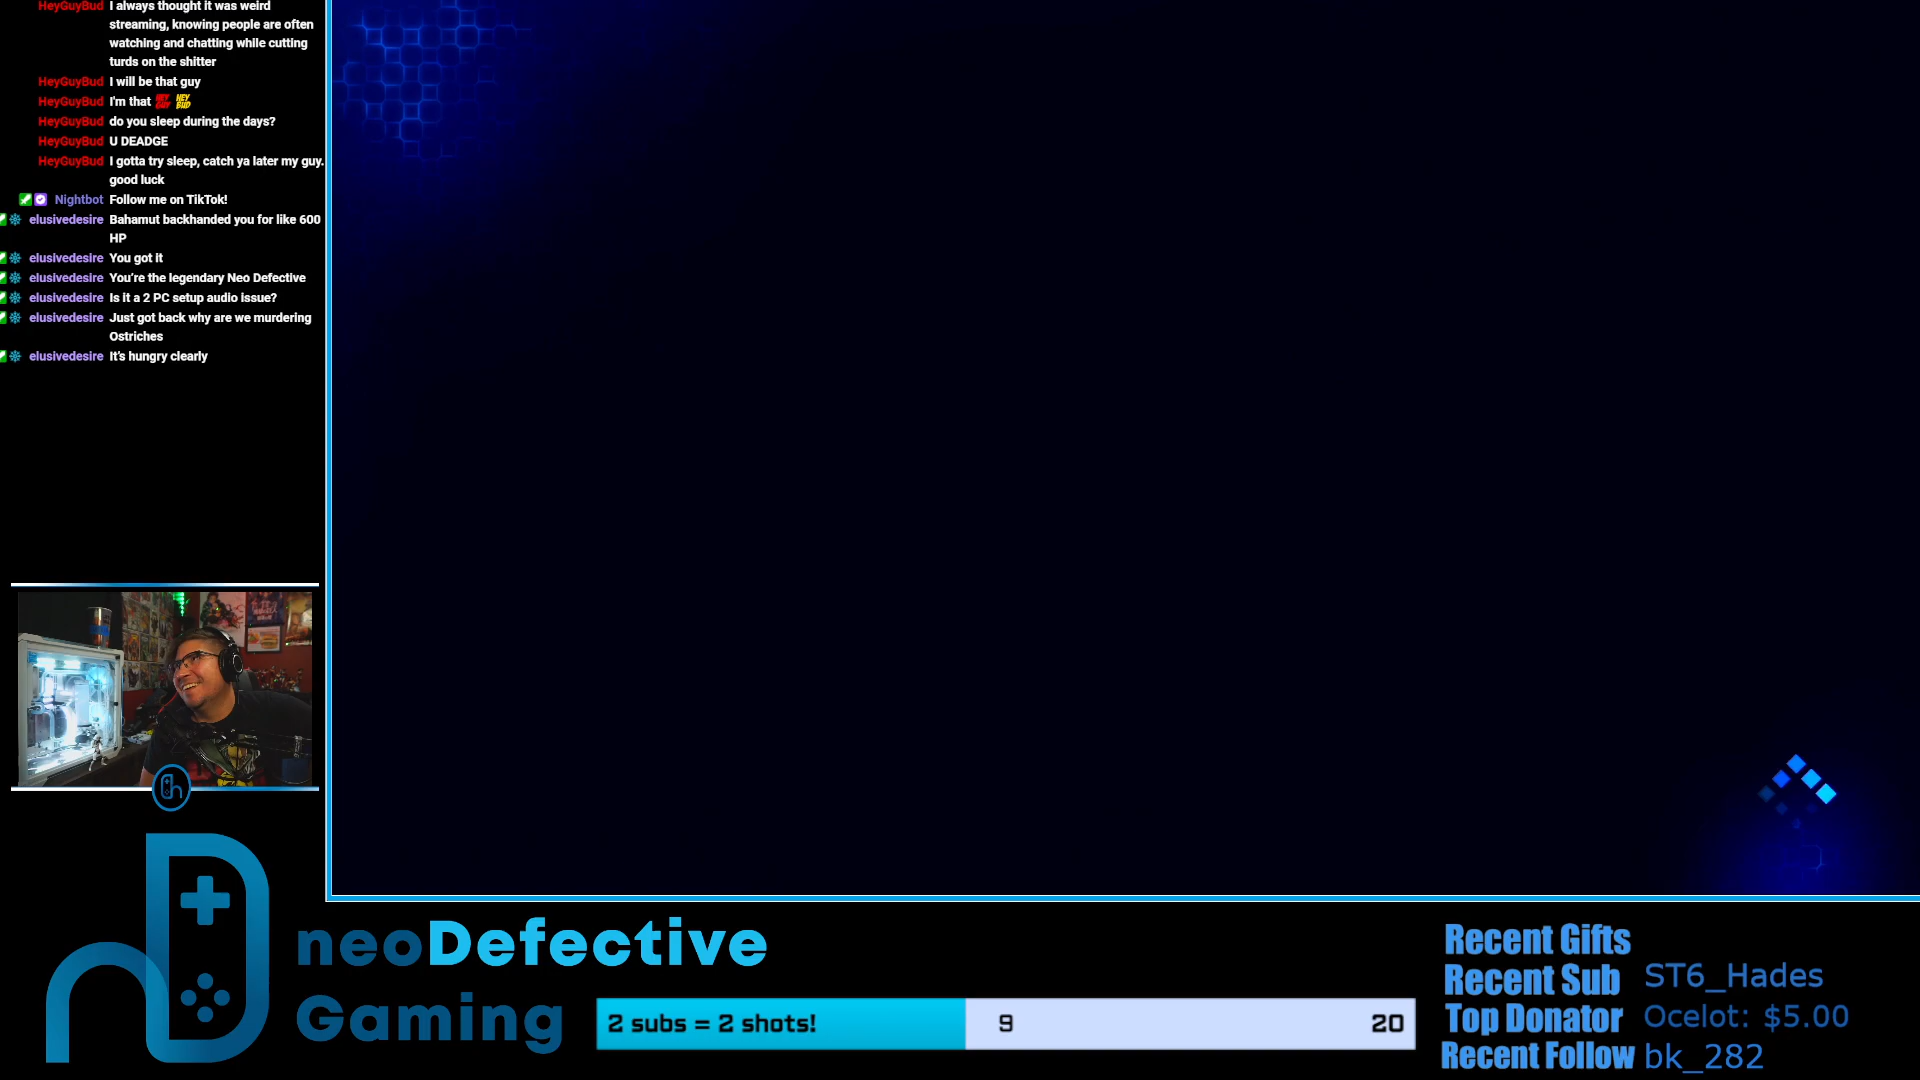 HeyGuyBud I always thought it was weird
streaming, knowing people are often
watching and chatting while cutting
turds on the shitter
HeyGuyBud I will be that guy
HeyGuyBud I'm that HEY GUY HEY BUD
HeyGuyBud do you sleep during the days?
HeyGuyBud U DEADGE
HeyGuyBud I gotta try sleep, catch ya later my guy.
good luck
Nightbot Follow me on TikTok!
elusivedesire Bahamut backhanded you for like 600
HP
elusivedesire You got it
elusivedesire You’re the legendary Neo Defective
elusivedesire Is it a 2 PC setup audio issue?
elusivedesire Just got back why are we murdering
Ostriches
elusivedesire It’s hungry clearly
neoDefective
Gaming
2 subs = 2 shots! 9 20
Recent Gifts
Recent Sub ST6_Hades
Top Donator Ocelot: $5.00
Recent Follow bk_282